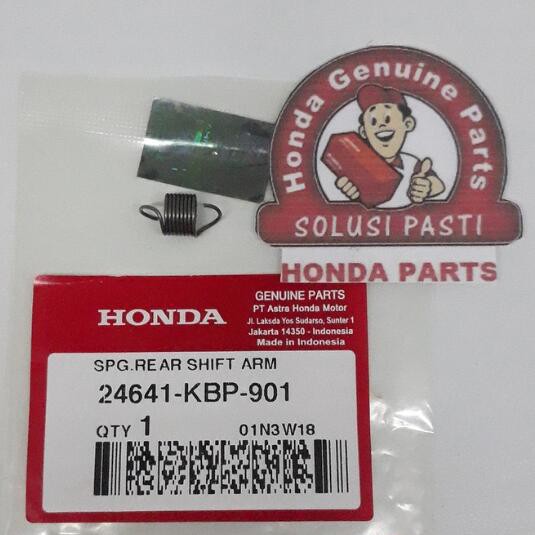 Honda Genuine Parts
SOLUSI PASTI
HONDA PARTS
HONDA
GENUINE PARTS
PT Astra Honda Motor
Jl. Laksda Yos Sudarso, Sunter 1
Jakarta 14350 - Indonesia
Made in Indonesia
SPG.REAR SHIFT ARM
24641-KBP-901
QTY 1 01N3W18